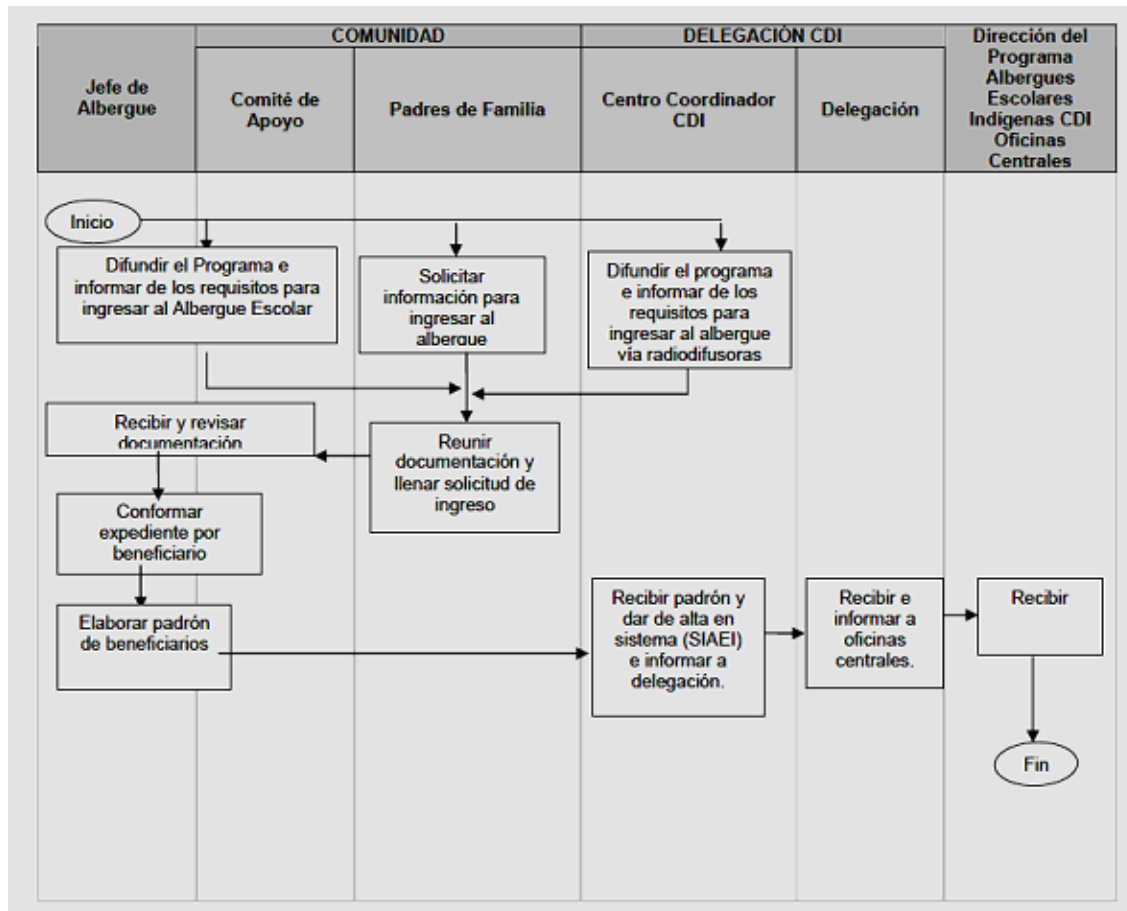 COMUNIDAD
DELEGACIÓN CDI
Dirección del
Programa
Albergues
Escolares
Indígenas CDI
Oficinas
Centrales
Jefe de
Albergue
Comité de
Apoyo
Padres de Familia
Centro Coordinador
CDI
Delegación
Inicio
Difundir el Programa e
informar de los requisitos para
ingresar al Albergue Escolar
Solicitar
información para
ingresar al
albergue
Difundir el programa
e informar de los
requisitos para
ingresar al albergue
vía radiodifusoras
Recibir y revisar
documentación
Reunir
documentación y
llenar solicitud de
ingreso
Conformar
expediente por
beneficiario
Elaborar padrón
de beneficiarios
Recibir padrón y
dar de alta en
sistema (SIAEI)
e informar a
delegación.
Recibir e
informar a
oficinas
centrales.
Recibir
Fin